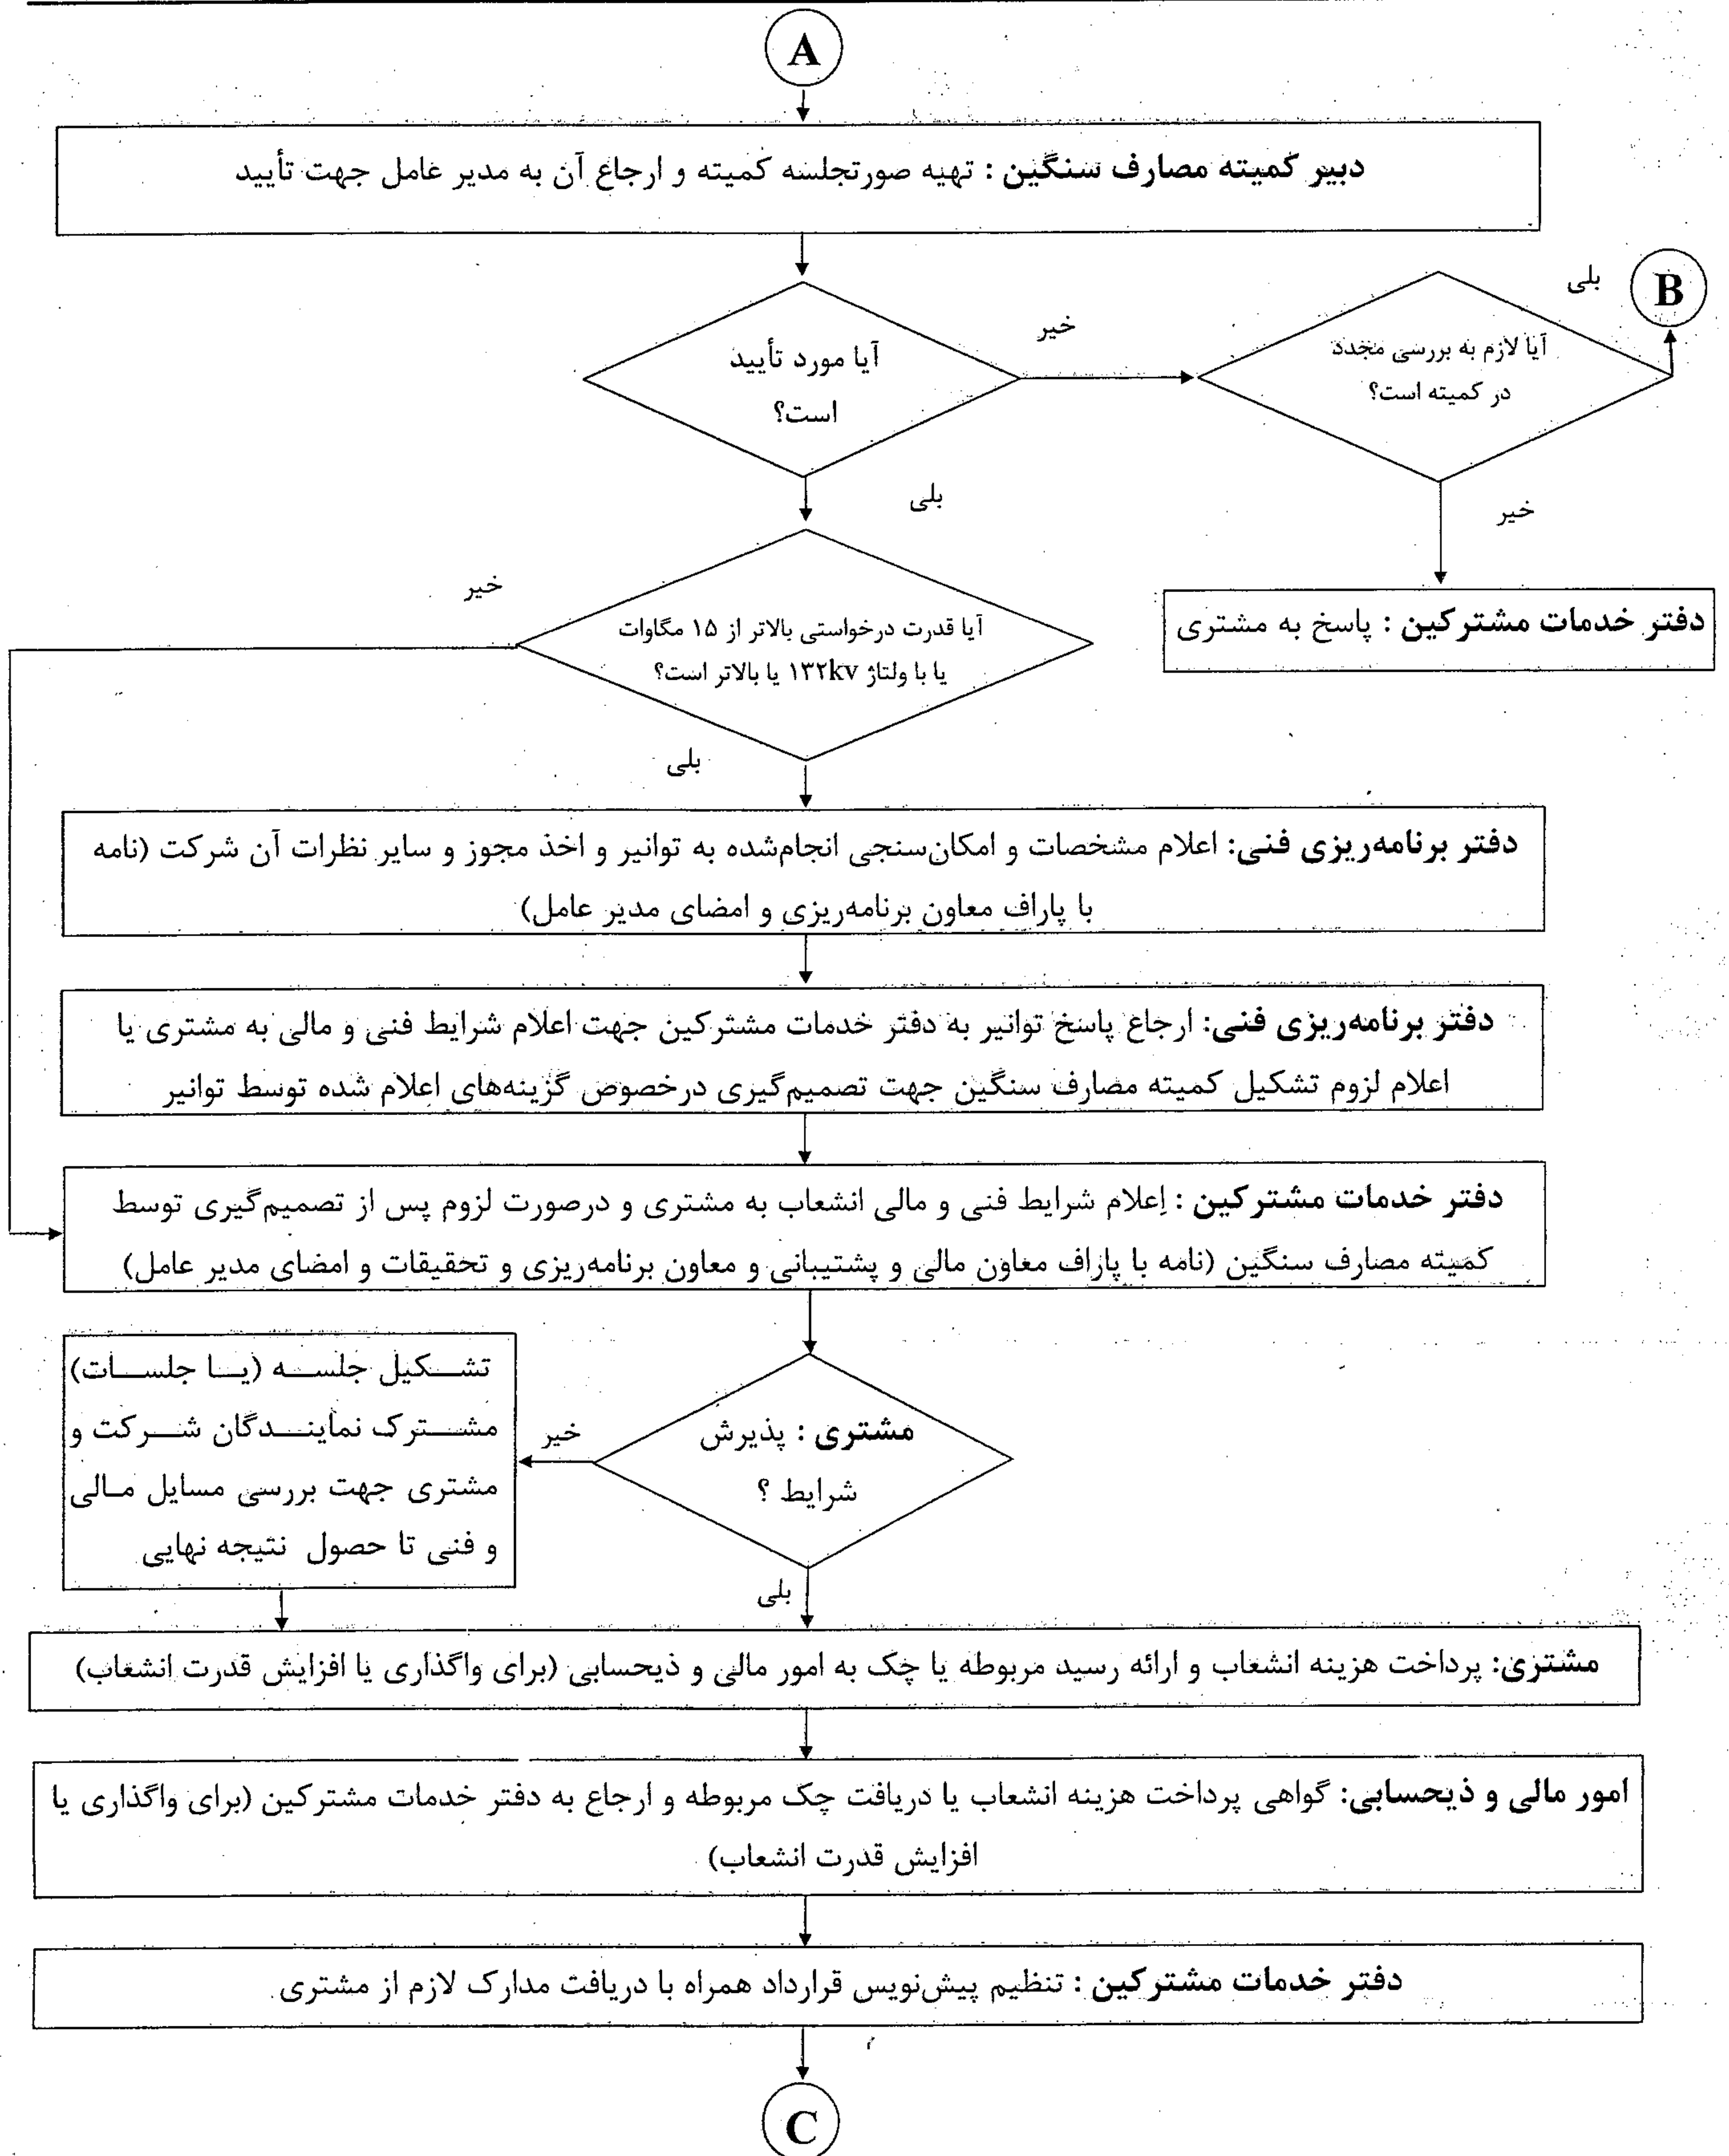 A
دبیر کمیته مصارف سنگین : تهیه صورتجلسه کمیته و ارجاع آن به مدیر عامل جهت تأیید
آیا مورد تأیید
است؟
خیر
آیا لازم به بررسی مجدد
در کمیته است؟
بلی
B
بلی
خیر
دفتر خدمات مشترکین : پاسخ به مشتری
آیا قدرت درخواستی بالاتر از ۱۵ مگاوات
یا با ولتاژ ۱۳۲kv یا بالاتر است؟
خیر
بلی
دفتر برنامه‌ریزی فنی: اعلام مشخصات و امکان‌سنجی انجام‌شده به توانیر و اخذ مجوز و سایر نظرات آن شرکت (نامه
با پاراف معاون برنامه‌ریزی و امضای مدیر عامل)
دفتر برنامه‌ریزی فنی: ارجاع پاسخ توانیر به دفتر خدمات مشترکین جهت اعلام شرایط فنی و مالی به مشتری یا
اعلام لزوم تشکیل کمیته مصارف سنگین جهت تصمیم‌گیری درخصوص گزینه‌های اعلام شده توسط توانیر
دفتر خدمات مشترکین : اعلام شرایط فنی و مالی انشعاب به مشتری و درصورت لزوم پس از تصمیم‌گیری توسط
کمیته مصارف سنگین (نامه با پاراف معاون مالی و پشتیبانی و معاون برنامه‌ریزی و تحقیقات و امضای مدیر عامل)
مشتری : پذیرش
شرایط ؟
خیر
تشکیل جلسه (یا جلسات)
مشترک نمایندگان شرکت و
مشتری جهت بررسی مسایل مالی
و فنی تا حصول نتیجه نهایی
بلی
مشتری: پرداخت هزینه انشعاب و ارائه رسید مربوطه یا چک به امور مالی و ذیحسابی (برای واگذاری یا افزایش قدرت انشعاب)
امور مالی و ذیحسابی: گواهی پرداخت هزینه انشعاب یا دریافت چک مربوطه و ارجاع به دفتر خدمات مشترکین (برای واگذاری یا
افزایش قدرت انشعاب)
دفتر خدمات مشترکین : تنظیم پیش‌نویس قرارداد همراه با دریافت مدارک لازم از مشتری
C